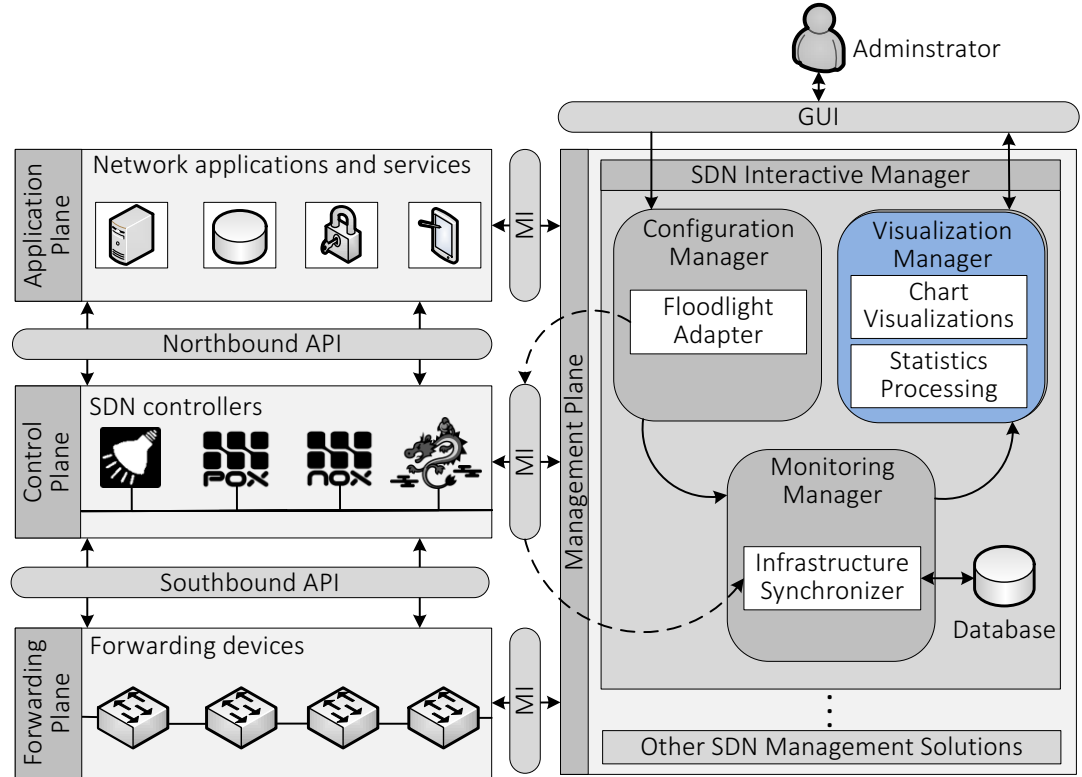 Adminstrator
GUI
Application
Plane
Network applications and services
MI
Northbound API
Control
Plane
SDN controllers
POX
nox
MI
Southbound API
Forwarding
Plane
Forwarding devices
MI
Management Plane
SDN Interactive Manager
Configuration
Manager
Floodlight
Adapter
Visualization
Manager
Chart
Visualizations
Statistics
Processing
Monitoring
Manager
Infrastructure
Synchronizer
Database
Other SDN Management Solutions